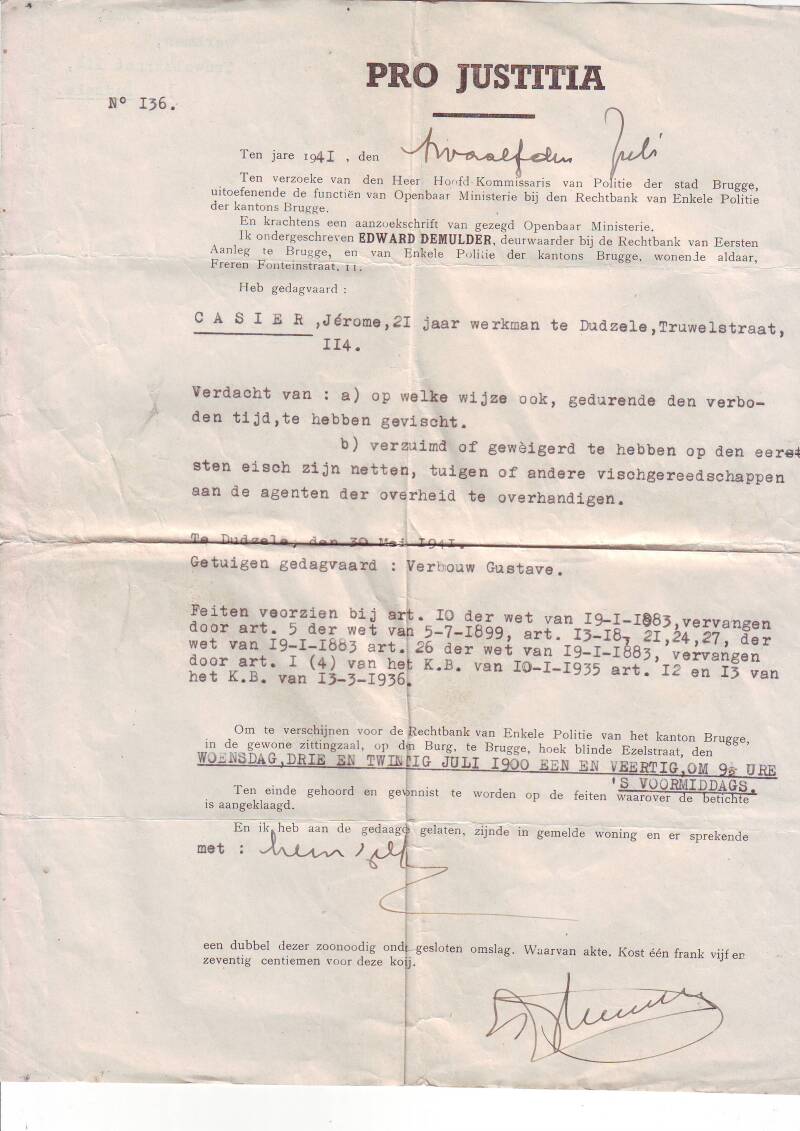 PRO JUSTITIA
N° I36.
Ten jare 1941, den twaalfden Juli
Ten verzoeke van den Heer Hoofd-Kommissaris van Politie der stad Brugge,
uitoefenende de functiën van Openbaar Ministerie bij den Rechtbank van Enkele Politie
der kantons Brugge.
En krachtens een aanzoekschrift van gezegd Openbaar Ministerie.
Ik ondergeschreven EDWARD DEMULDER, deurwaarder bij de Rechtbank van Eersten
Aanleg te Brugge, en van Enkele Politie der kantons Brugge, wonende aldaar,
Freren Fonteinstraat, 11.
Heb gedagvaard :
C A S I E R ,Jérome,2I jaar werkman te Dudzele,Truwelstraat,
II4.
Verdacht van : a) op welke wijze ook, gedurende den verbo-
den tijd,te hebben gevischt.
b) verzuimd of gewèigerd te hebben op den eerst
sten eisch zijn netten, tuigen of andere vischgereedschappen
aan de agenten der overheid te overhandigen.
Te Dudzele, den 30 Mei I94I.
Getuigen gedagvaard : Verbouw Gustave.
Feiten voorzien bij art. IO der wet van I9-I-I883,vervangen
door art. 5 der wet van 5-7-I899, art. I3-I8, 2I,24,27, der
wet van I9-I-I883 art. 26 der wet van I9-I-I883, vervangen
door art. I (4) van het K.B. van IO-I-I935 art. I2 en I3 van
het K.B. van I3-3-I936.
Om te verschijnen voor de Rechtbank van Enkele Politie van het kanton Brugge,
in de gewone zittingzaal, op den Burg, te Brugge, hoek blinde Ezelstraat, den
WOENSDAG,DRIE EN TWINTIG JULI I900 EEN EN VEERTIG,OM 9½ URE
'S VOORMIDDAGS.
Ten einde gehoord en gevonnist te worden op de feiten waarover de betichte
is aangeklaagd.
En ik heb aan de gedaagde gelaten, zijnde in gemelde woning en er sprekende
met : hem zelf
een dubbel dezer zoonoodig onder gesloten omslag. Waarvan akte. Kost één frank vijf en
zeventig centiemen voor deze kopij.